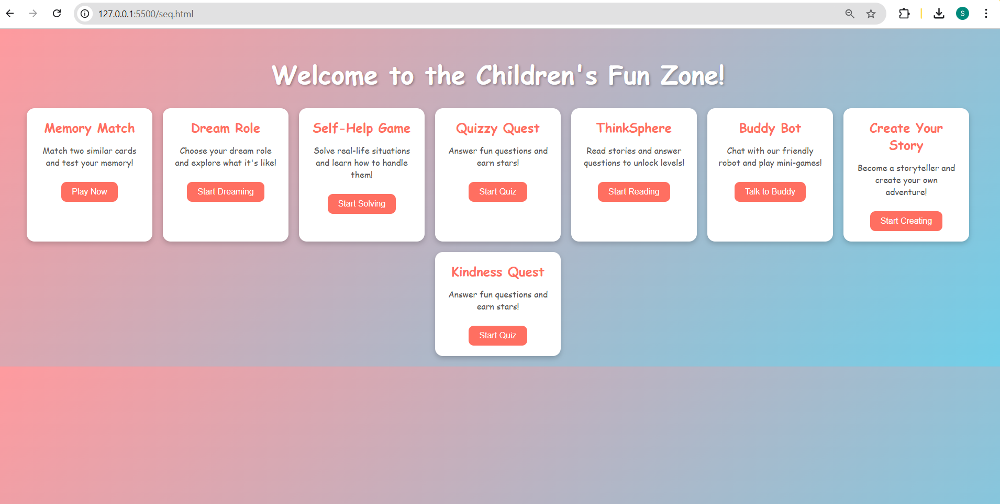 127.0.0.1:5500/seq.html
S
Welcome to the Children's Fun Zone!
Memory Match
Match two similar cards
and test your memory!
Play Now
Dream Role
Choose your dream role
and explore what it's like!
Start Dreaming
Self-Help Game
Solve real-life situations
and learn how to handle
them!
Start Solving
Quizzy Quest
Answer fun questions and
earn stars!
Start Quiz
ThinkSphere
Read stories and answer
questions to unlock levels!
Start Reading
Buddy Bot
Chat with our friendly
robot and play mini-games!
Talk to Buddy
Create Your
Story
Become a storyteller and
create your own
adventure!
Start Creating
Kindness Quest
Answer fun questions and
earn stars!
Start Quiz